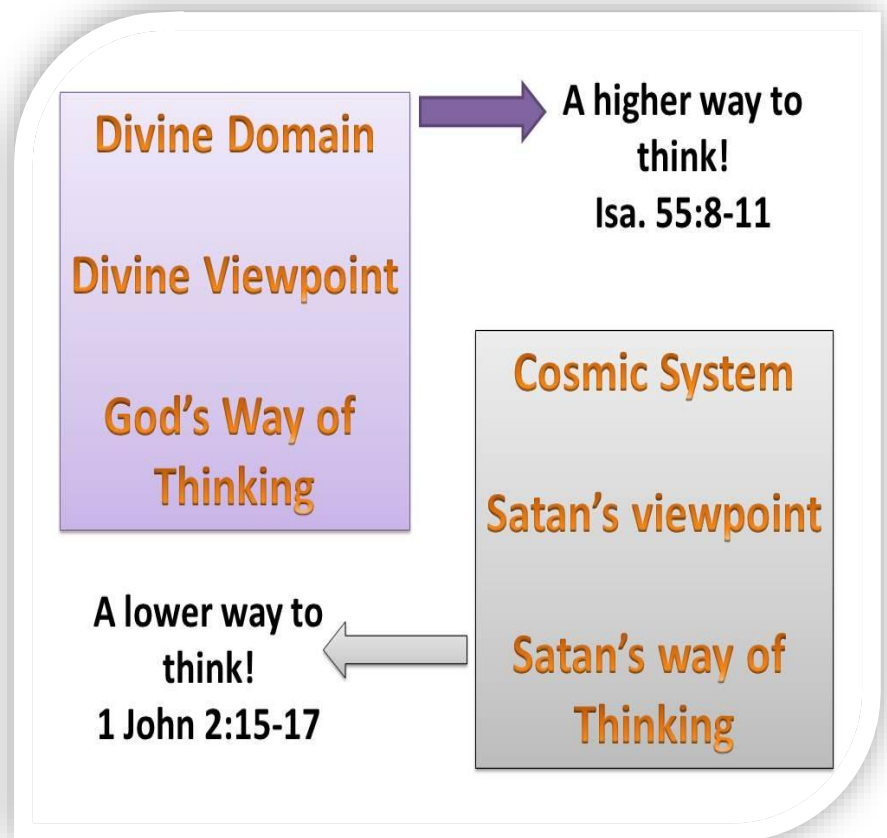 Divine Domain
Divine Viewpoint
God's Way of
Thinking
A higher way to
think!
Isa. 55:8-11
Cosmic System
Satan's viewpoint
Satan's way of
Thinking
A lower way to
think!
1 John 2:15-17